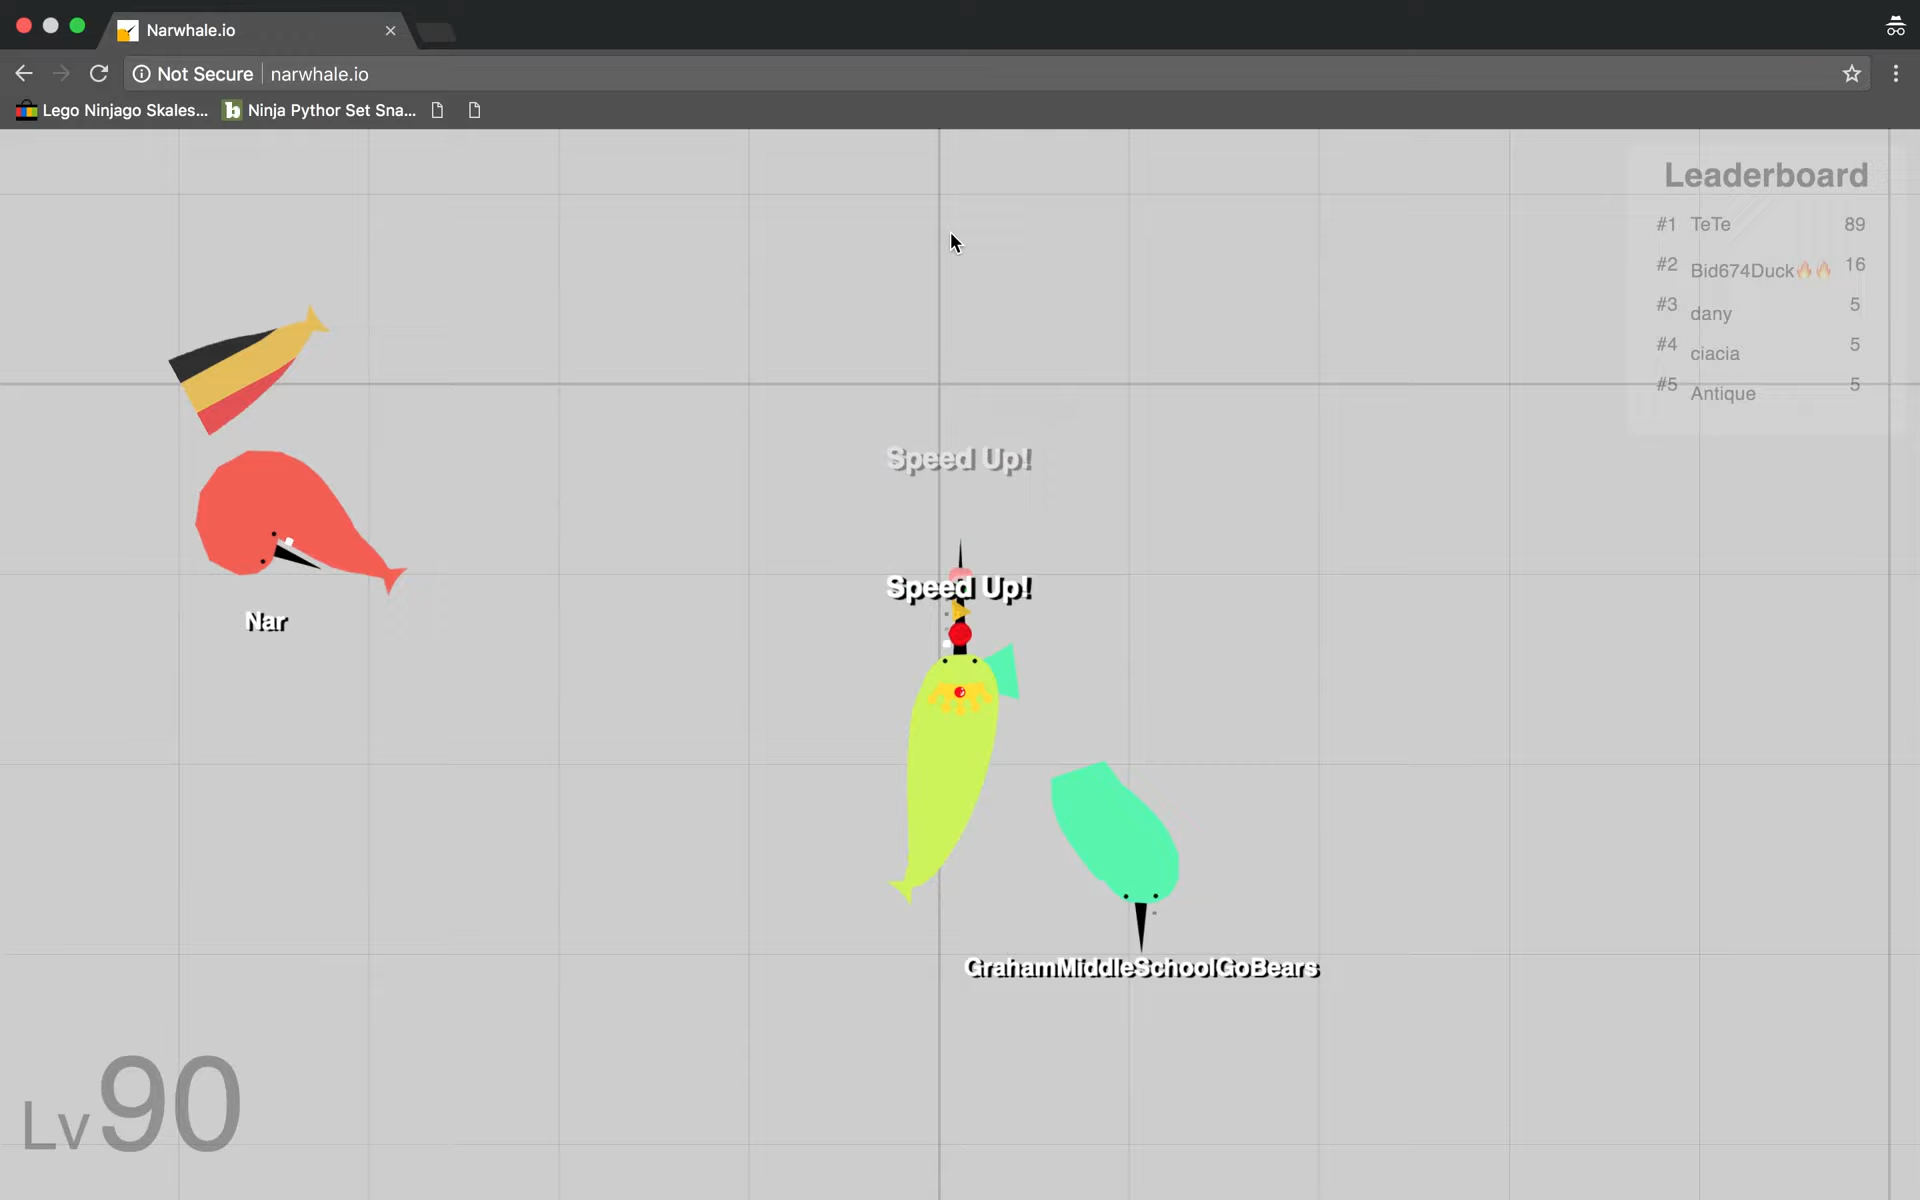 Narwhale.io
Not Secure
narwhale.io
Lego Ninjago Skales...
Ninja Pythor Set Sna...
Leaderboard
#1 TeTe 89
#2 Bid674Duck🔥🔥 16
#3 dany 5
#4 ciacia 5
#5 Antique 5
Speed Up!
Speed Up!
Nar
GrahamMiddleSchoolGoBears
Lv90